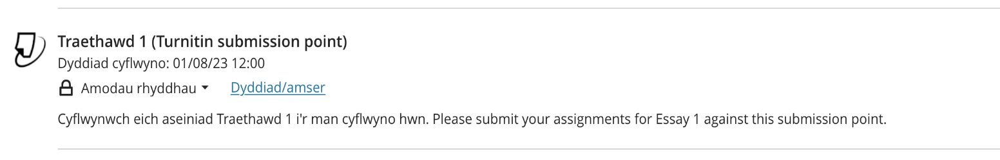 Traethawd 1 (Turnitin submission point)
Dyddiad cyflwyno: 01/08/23 12:00
Amodau rhyddhau Dyddiad/amser
Cyflwynwch eich aseiniad Traethawd 1 i'r man cyflwyno hwn. Please submit your assignments for Essay 1 against this submission point.